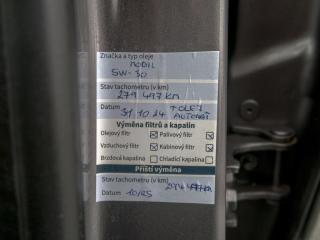 Značka a typ oleje
MOBIL
5W-30
Stav tachometru (v km)
279 497 KM
Datum
31.10.24
+ OLEJ
Výměna filtrů a kapalin
Olejový filtr
Palivový filtr
Vzduchový filtr
Kabinový filtr
Brzdová kapalina
Chladící kapalina
Příští výměna
Stav tachometru (v km)
Datum
10/25